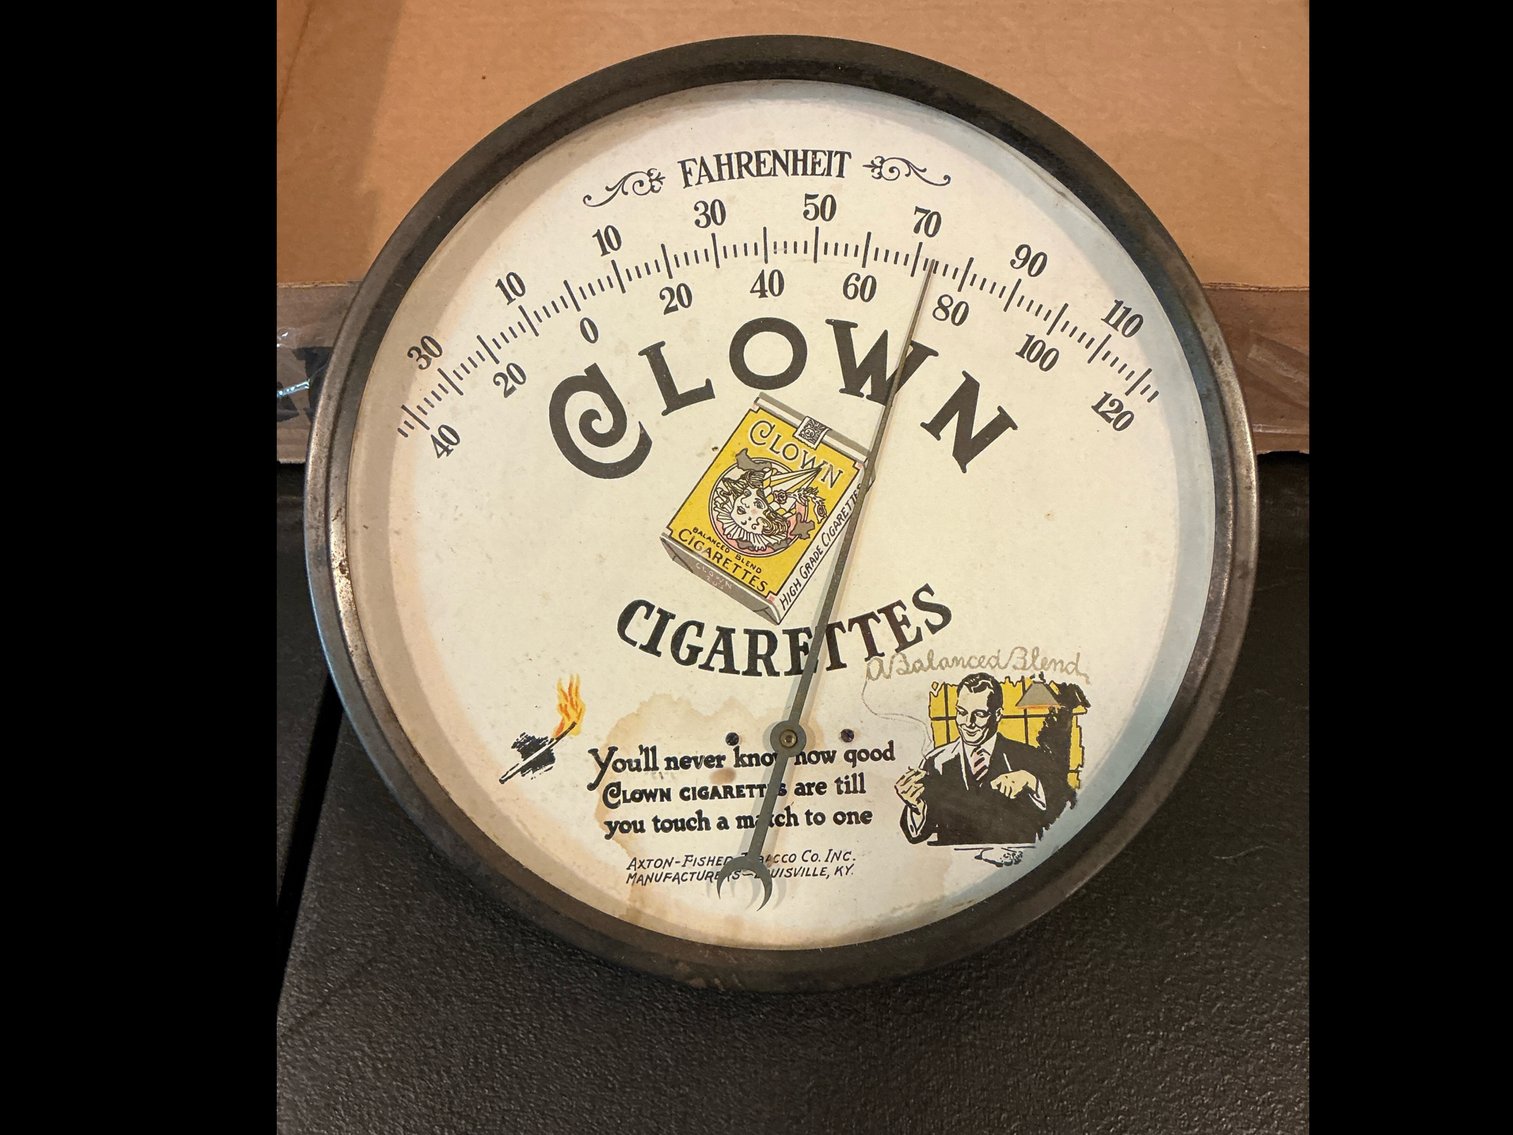 FAHRENHEIT
30 10 10 30 50 70 90 110
40 20 0 20 40 60 80 100 120
CLOWN
CLOWN
BALANCED BLEND
CIGARETTES
HIGH GRADE CIGARETTES
CLOWN
CIGARETTES
A Balanced Blend
You'll never know how good
CLOWN CIGARETTES are till
you touch a match to one
AXTON-FISHER TOBACCO CO. INC.
MANUFACTURERS-LOUISVILLE, KY.